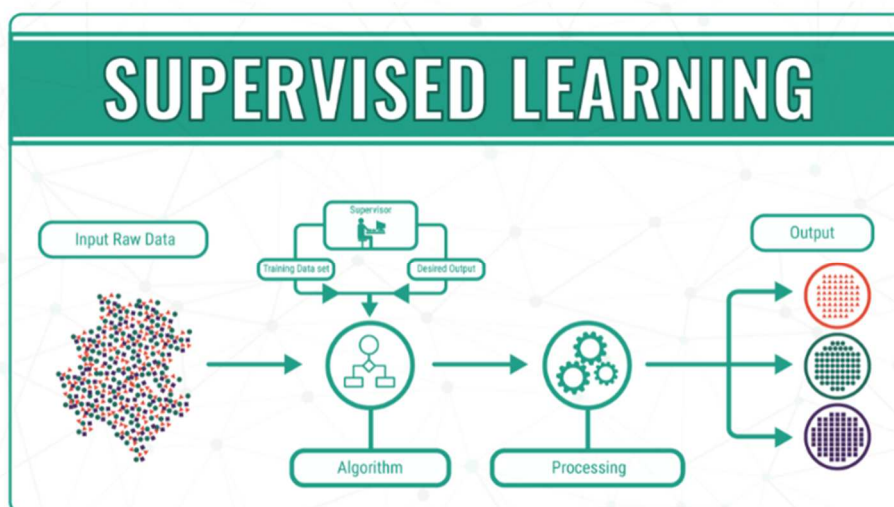 SUPERVISED LEARNING
Input Raw Data
Supervisor
Training Data set
Desired Output
Output
Algorithm
Processing